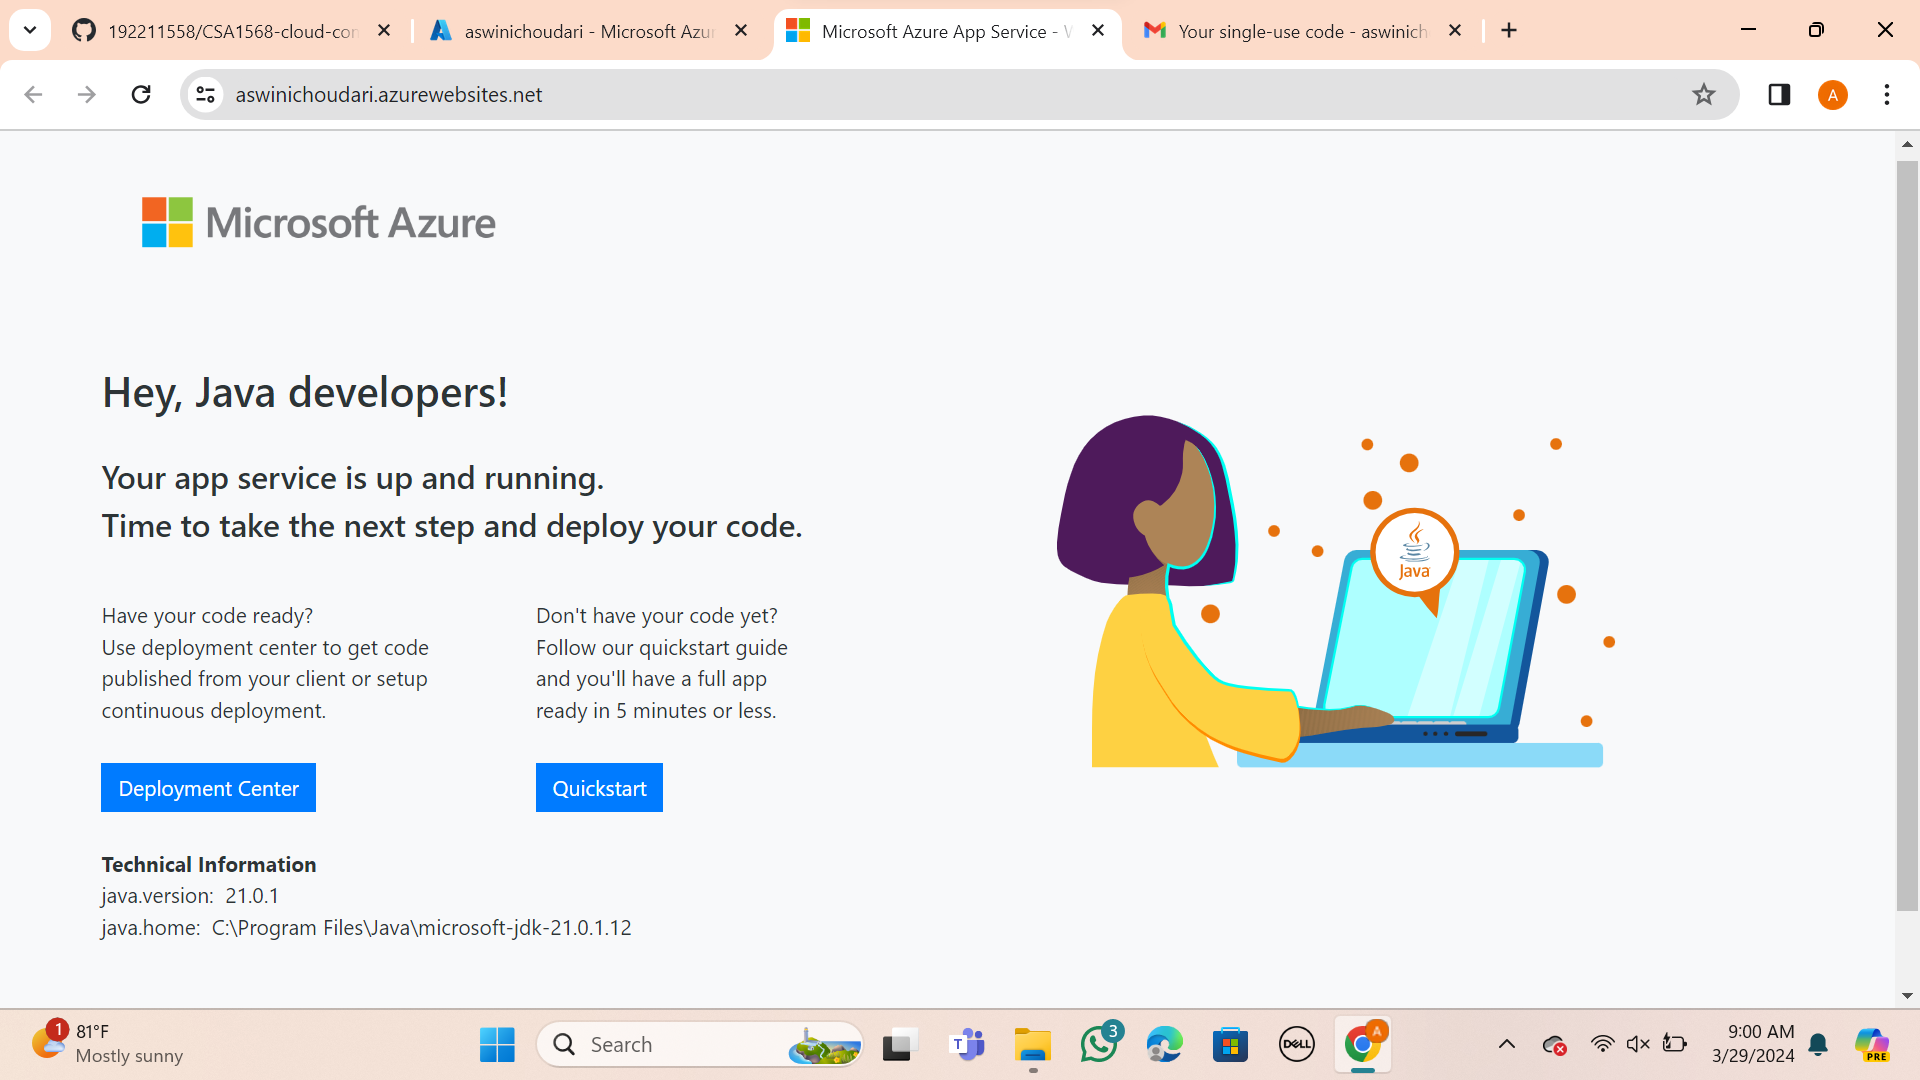 192211558/CSA1568-cloud-con
aswinichoudari - Microsoft Azur
Microsoft Azure App Service - W
Your single-use code - aswinich
aswinichoudari.azurewebsites.net
A
Microsoft Azure
Hey, Java developers!
Your app service is up and running.
Time to take the next step and deploy your code.
Have your code ready?
Use deployment center to get code
published from your client or setup
continuous deployment.
Deployment Center
Don't have your code yet?
Follow our quickstart guide
and you'll have a full app
ready in 5 minutes or less.
Quickstart
Java
Technical Information
java.version: 21.0.1
java.home: C:\Program Files\Java\microsoft-jdk-21.0.1.12
1
81°F
Mostly sunny
Search
T
3
DELL
A
9:00 AM
3/29/2024
PRE